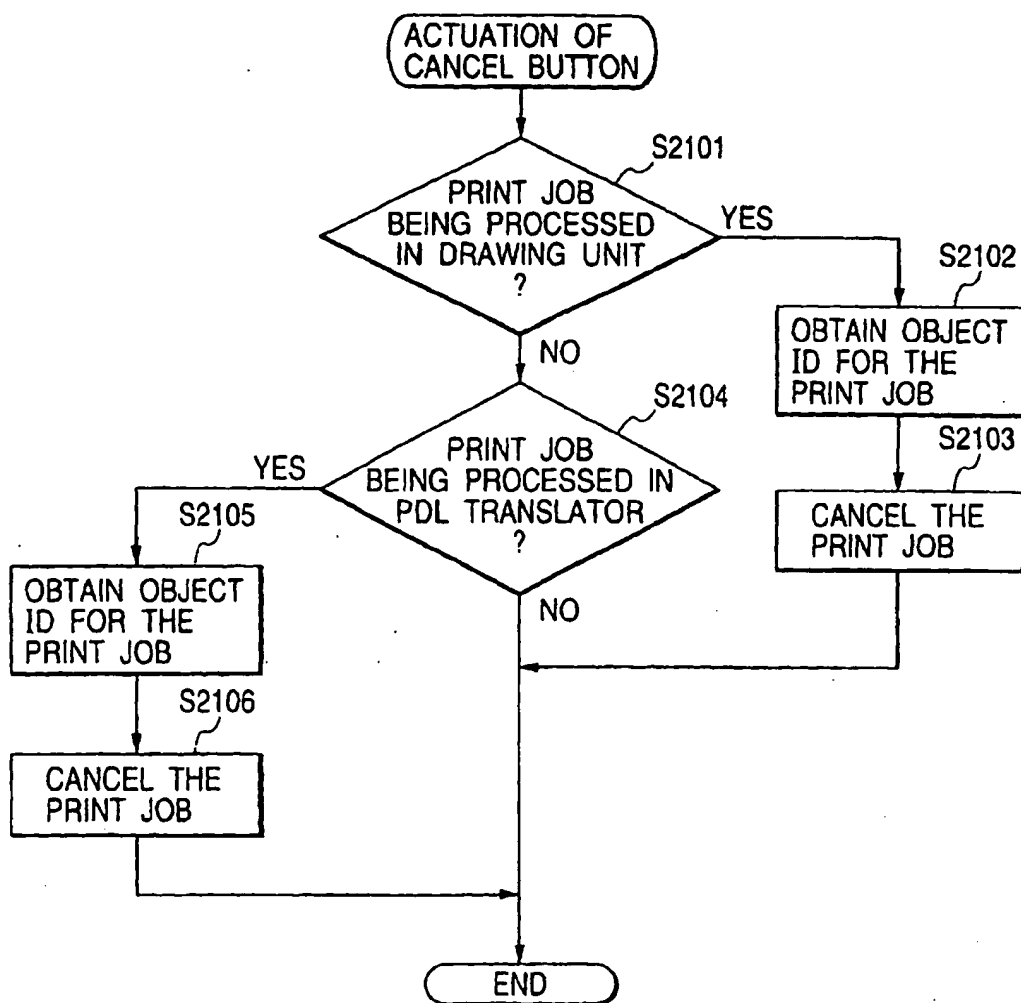 ACTUATION OF
CANCEL BUTTON
S2101
PRINT JOB
BEING PROCESSED
IN DRAWING UNIT
?
YES
S2102
OBTAIN OBJECT
ID FOR THE
PRINT JOB
NO
S2104
S2103
PRINT JOB
BEING PROCESSED IN
PDL TRANSLATOR
?
YES
CANCEL THE
PRINT JOB
S2105
OBTAIN OBJECT
ID FOR THE
PRINT JOB
NO
S2106
CANCEL THE
PRINT JOB
END